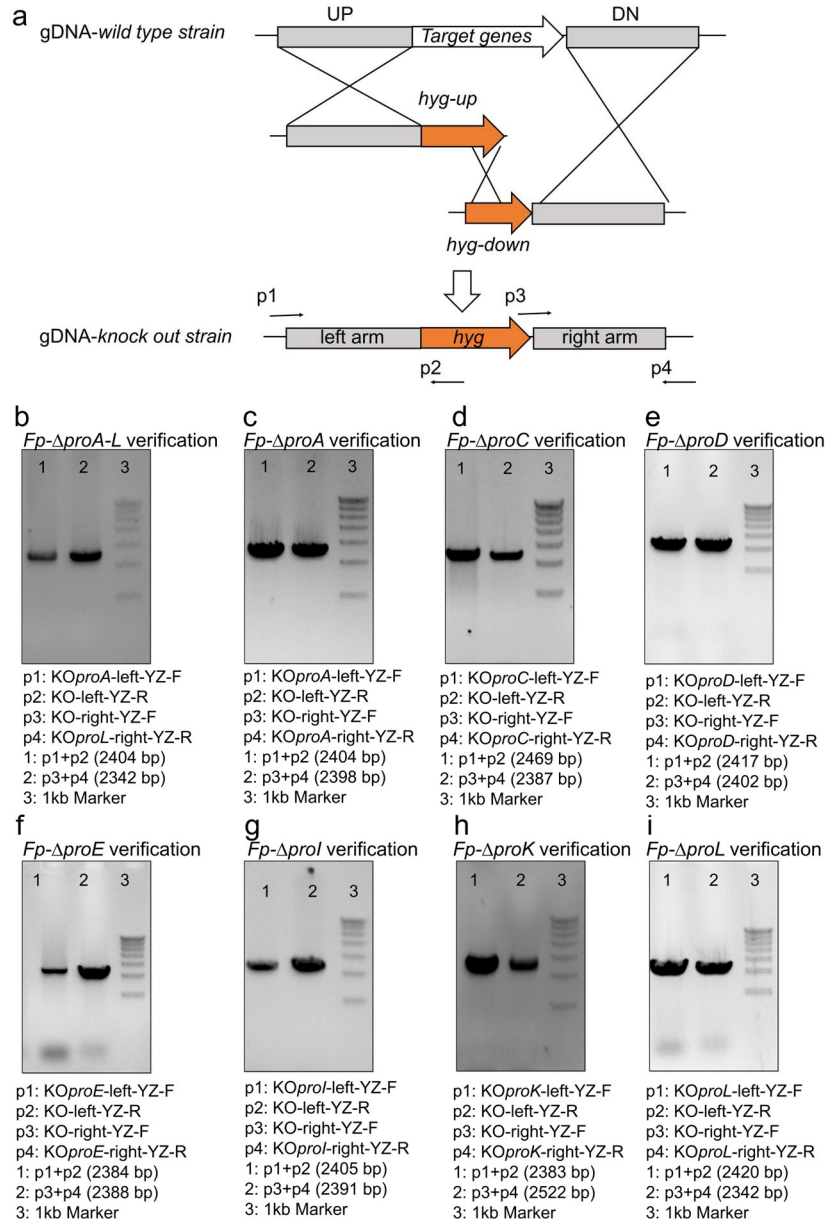 a
UP
DN
gDNA-wild type strain
Target genes
hyg-up
hyg-down
p1
p3
gDNA-knock out strain
left arm
hyg
right arm
p2
p4
b
Fp-ΔproA-L verification
1 2 3
p1: KOproA-left-YZ-F
p2: KO-left-YZ-R
p3: KO-right-YZ-F
p4: KOproL-right-YZ-R
1: p1+p2 (2404 bp)
2: p3+p4 (2342 bp)
3: 1kb Marker
c
Fp-ΔproA verification
1 2 3
p1: KOproA-left-YZ-F
p2: KO-left-YZ-R
p3: KO-right-YZ-F
p4: KOproA-right-YZ-R
1: p1+p2 (2404 bp)
2: p3+p4 (2398 bp)
3: 1kb Marker
d
Fp-ΔproC verification
1 2 3
p1: KOproC-left-YZ-F
p2: KO-left-YZ-R
p3: KO-right-YZ-F
p4: KOproC-right-YZ-R
1: p1+p2 (2469 bp)
2: p3+p4 (2387 bp)
3: 1kb Marker
e
Fp-ΔproD verification
1 2 3
p1: KOproD-left-YZ-F
p2: KO-left-YZ-R
p3: KO-right-YZ-F
p4: KOproD-right-YZ-R
1: p1+p2 (2417 bp)
2: p3+p4 (2402 bp)
3: 1kb Marker
f
Fp-ΔproE verification
1 2 3
p1: KOproE-left-YZ-F
p2: KO-left-YZ-R
p3: KO-right-YZ-F
p4: KOproE-right-YZ-R
1: p1+p2 (2384 bp)
2: p3+p4 (2388 bp)
3: 1kb Marker
g
Fp-ΔproI verification
1 2 3
p1: KOproI-left-YZ-F
p2: KO-left-YZ-R
p3: KO-right-YZ-F
p4: KOproI-right-YZ-R
1: p1+p2 (2405 bp)
2: p3+p4 (2391 bp)
3: 1kb Marker
h
Fp-ΔproK verification
1 2 3
p1: KOproK-left-YZ-F
p2: KO-left-YZ-R
p3: KO-right-YZ-F
p4: KOproK-right-YZ-R
1: p1+p2 (2383 bp)
2: p3+p4 (2522 bp)
3: 1kb Marker
i
Fp-ΔproL verification
1 2 3
p1: KOproL-left-YZ-F
p2: KO-left-YZ-R
p3: KO-right-YZ-F
p4: KOproL-right-YZ-R
1: p1+p2 (2420 bp)
2: p3+p4 (2342 bp)
3: 1kb Marker